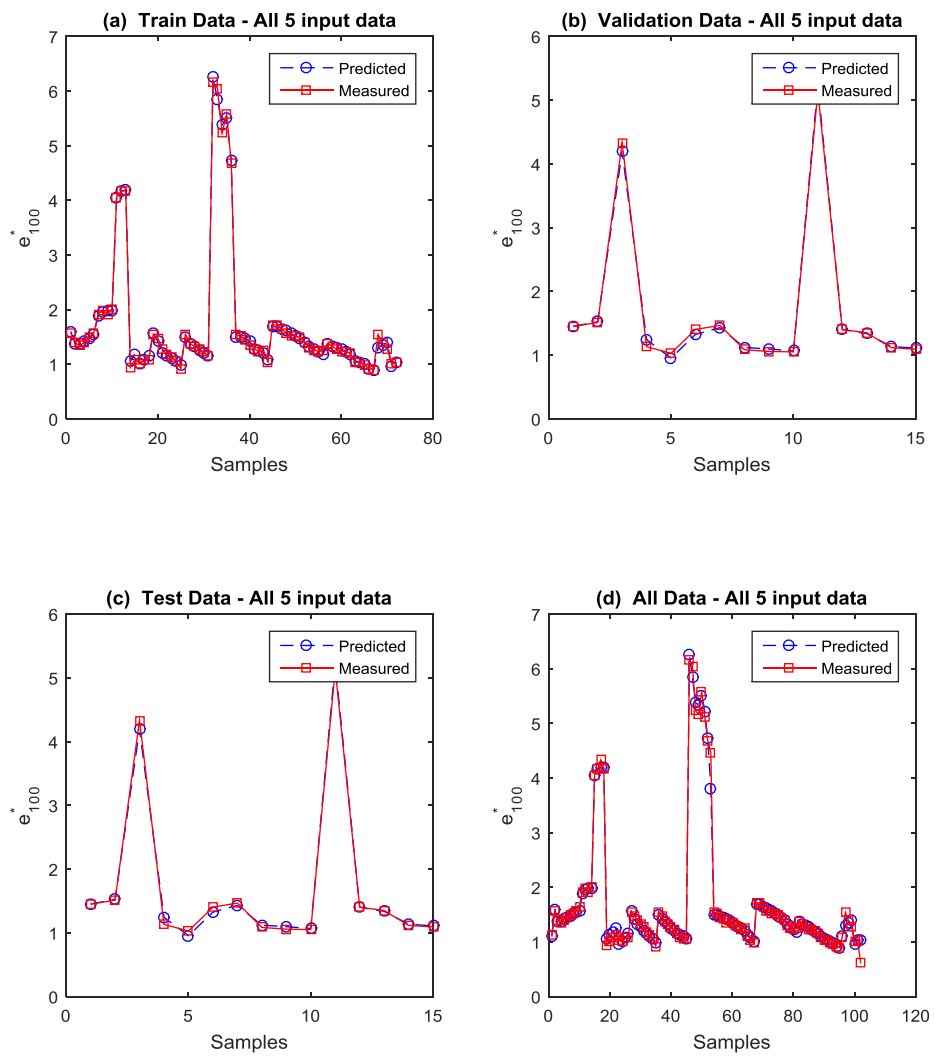 (a) Train Data - All 5 input data
7
6
5
4
3
2
1
0
e*100
0 20 40 60 80
Samples
Predicted
Measured
(b) Validation Data - All 5 input data
6
5
4
3
2
1
0
e*100
0 5 10 15
Samples
Predicted
Measured
(c) Test Data - All 5 input data
6
5
4
3
2
1
0
e*100
0 5 10 15
Samples
Predicted
Measured
(d) All Data - All 5 input data
7
6
5
4
3
2
1
0
e*100
0 20 40 60 80 100 120
Samples
Predicted
Measured